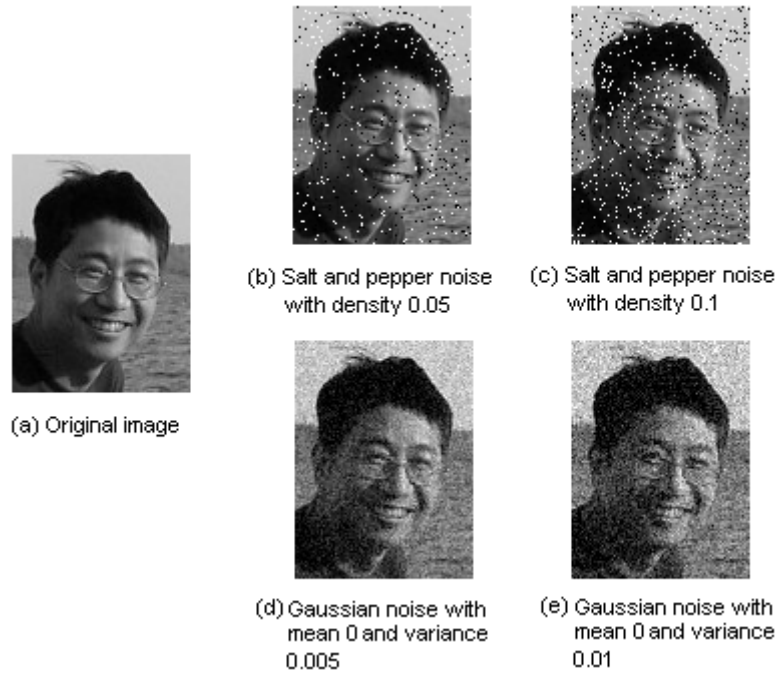 (b) Salt and pepper noise
with density 0.05
(c) Salt and pepper noise
with density 0.1
(a) Original image
(d) Gaussian noise with
mean 0 and variance
0.005
(e) Gaussian noise with
mean 0 and variance
0.01